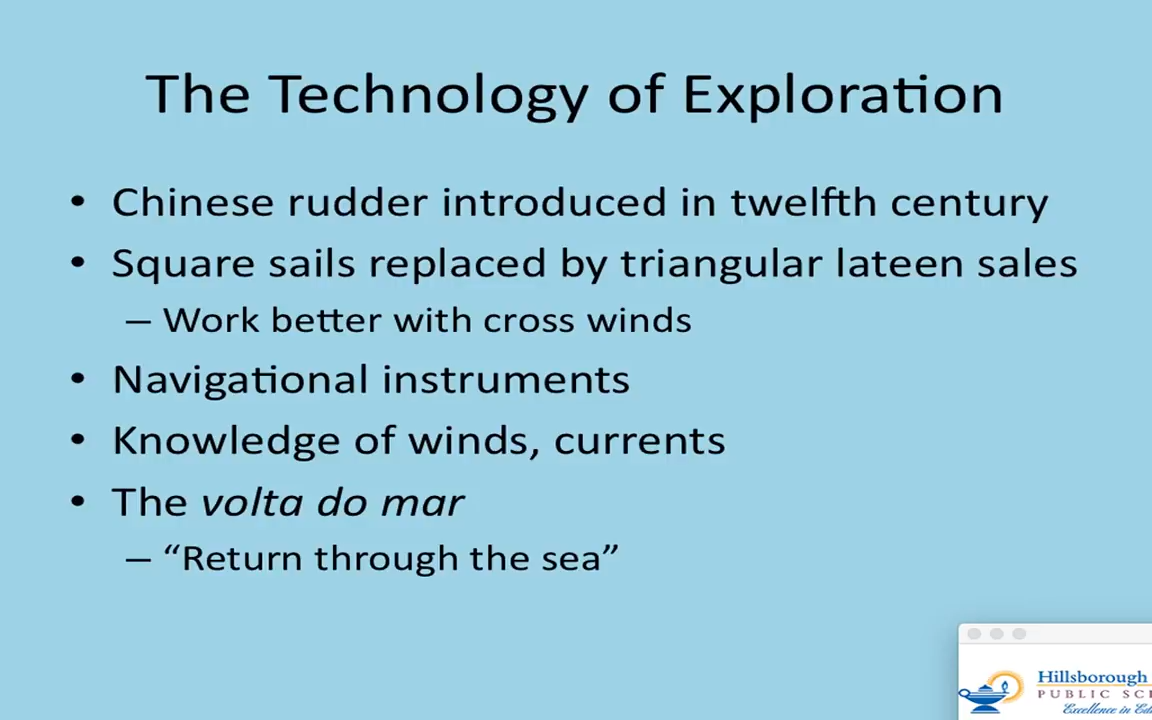 The Technology of Exploration
• Chinese rudder introduced in twelfth century
• Square sails replaced by triangular lateen sales
– Work better with cross winds
• Navigational instruments
• Knowledge of winds, currents
• The volta do mar
– “Return through the sea”
Hillsborough
PUBLIC
Excellence in